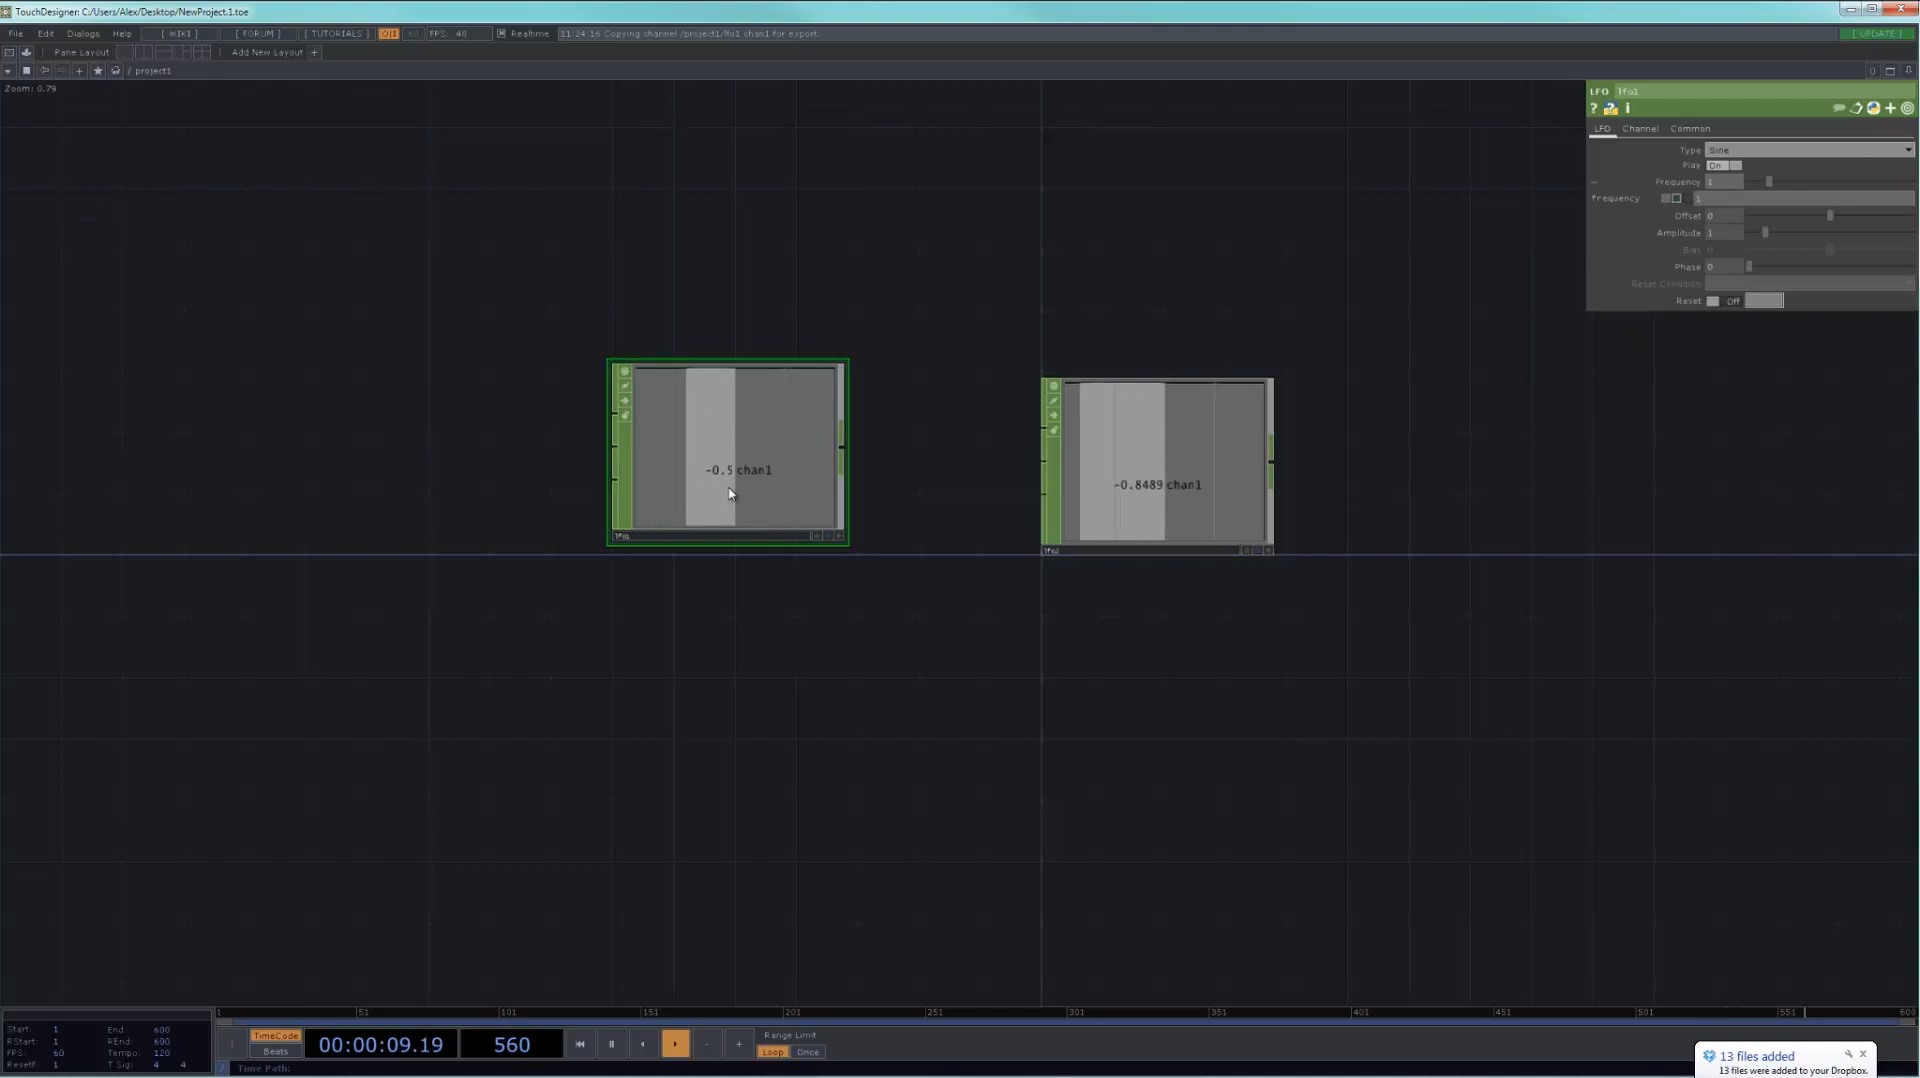 TouchDesigner: C:/Users/Alex/Desktop/NewProject.1.toe
File Edit Dialogs Help [ WIKI ] [ FORUM ] [ TUTORIALS ] O|I FPS: 40 Realtime 11:24:16 Copying channel /project1/lfo1 chan1 for export. [ UPDATE ]
Pane Layout Add New Layout +
/ project1
Zoom: 0.79
LFO lfo1
LFO Channel Common
Type Sine
Play On
Frequency 1
Frequency 1
Offset 0
Amplitude 1
Bias 0
Phase 0
Reset Condition
Reset Off
-0.5 chan1
lfo1
-0.8489 chan1
lfo2
1 51 101 151 201 251 301 351 401 451 501 551 600
Start: 1 End: 600
RStart: 1 REnd: 600
FPS: 60 Tempo: 120
ResetF: 1 T Sig: 4 4
TimeCode
Beats
00:00:09.19
560
Range Limit
Loop Once
/ Time Path:
13 files added
13 files were added to your Dropbox.